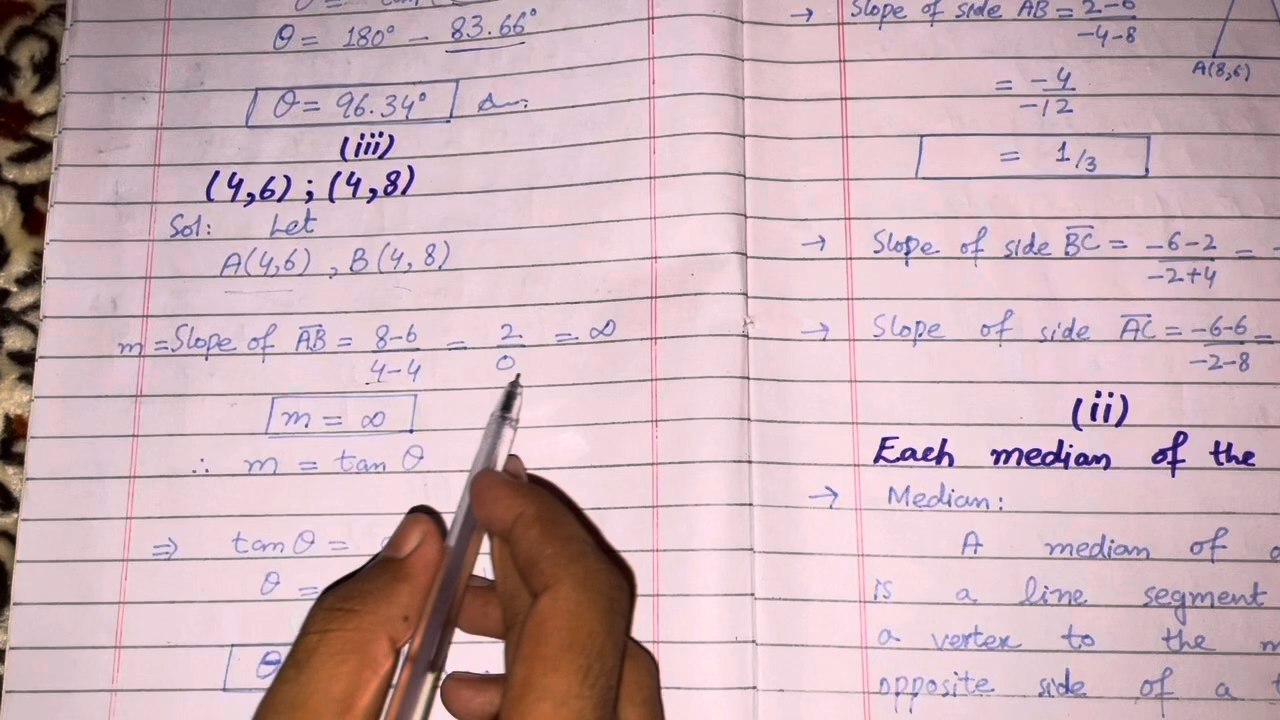 θ = 180° - 83.66°
θ = 96.34° Ans.
(iii)
(4,6) ; (4,8)
Sol: Let
A(4,6) , B(4,8)
m = Slope of AB = 8-6/4-4 = 2/0 = ∞
m = ∞
∴ m = tan θ
⇒ tan θ =
θ =
θ
→ Slope of side AB = 2-6/-4-8
A(8,6)
= -4/-12
= 1/3
→ Slope of side BC = -6-2/-2+4 =
→ Slope of side AC = -6-6/-2-8 =
(ii)
Each median of the
→ Median:
A median of
is a line segment
a vertex to the
opposite side of a